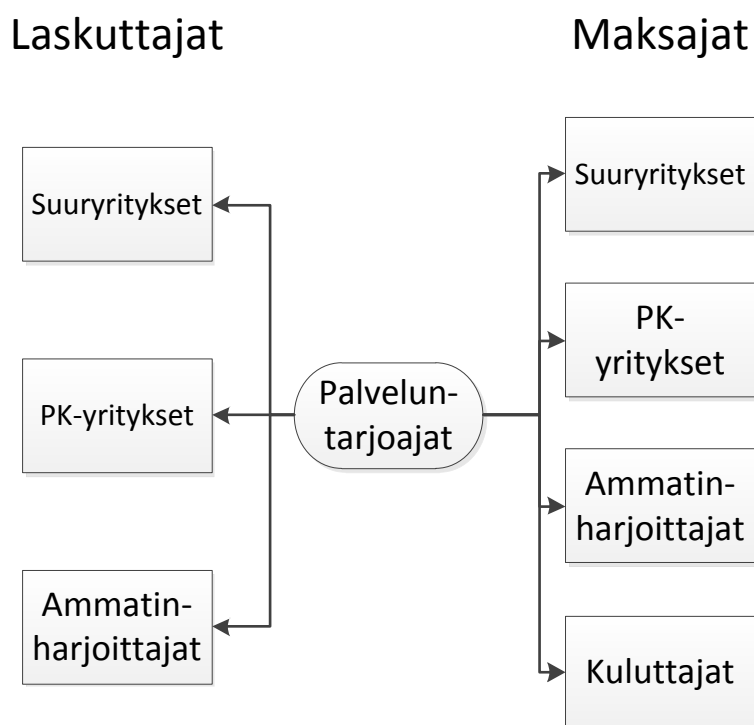 Laskuttajat
Maksajat
Suuryritykset
PK-yritykset
Ammatin-
harjoittajat
Palvelun-
tarjoajat
Suuryritykset
PK-
yritykset
Ammatin-
harjoittajat
Kuluttajat